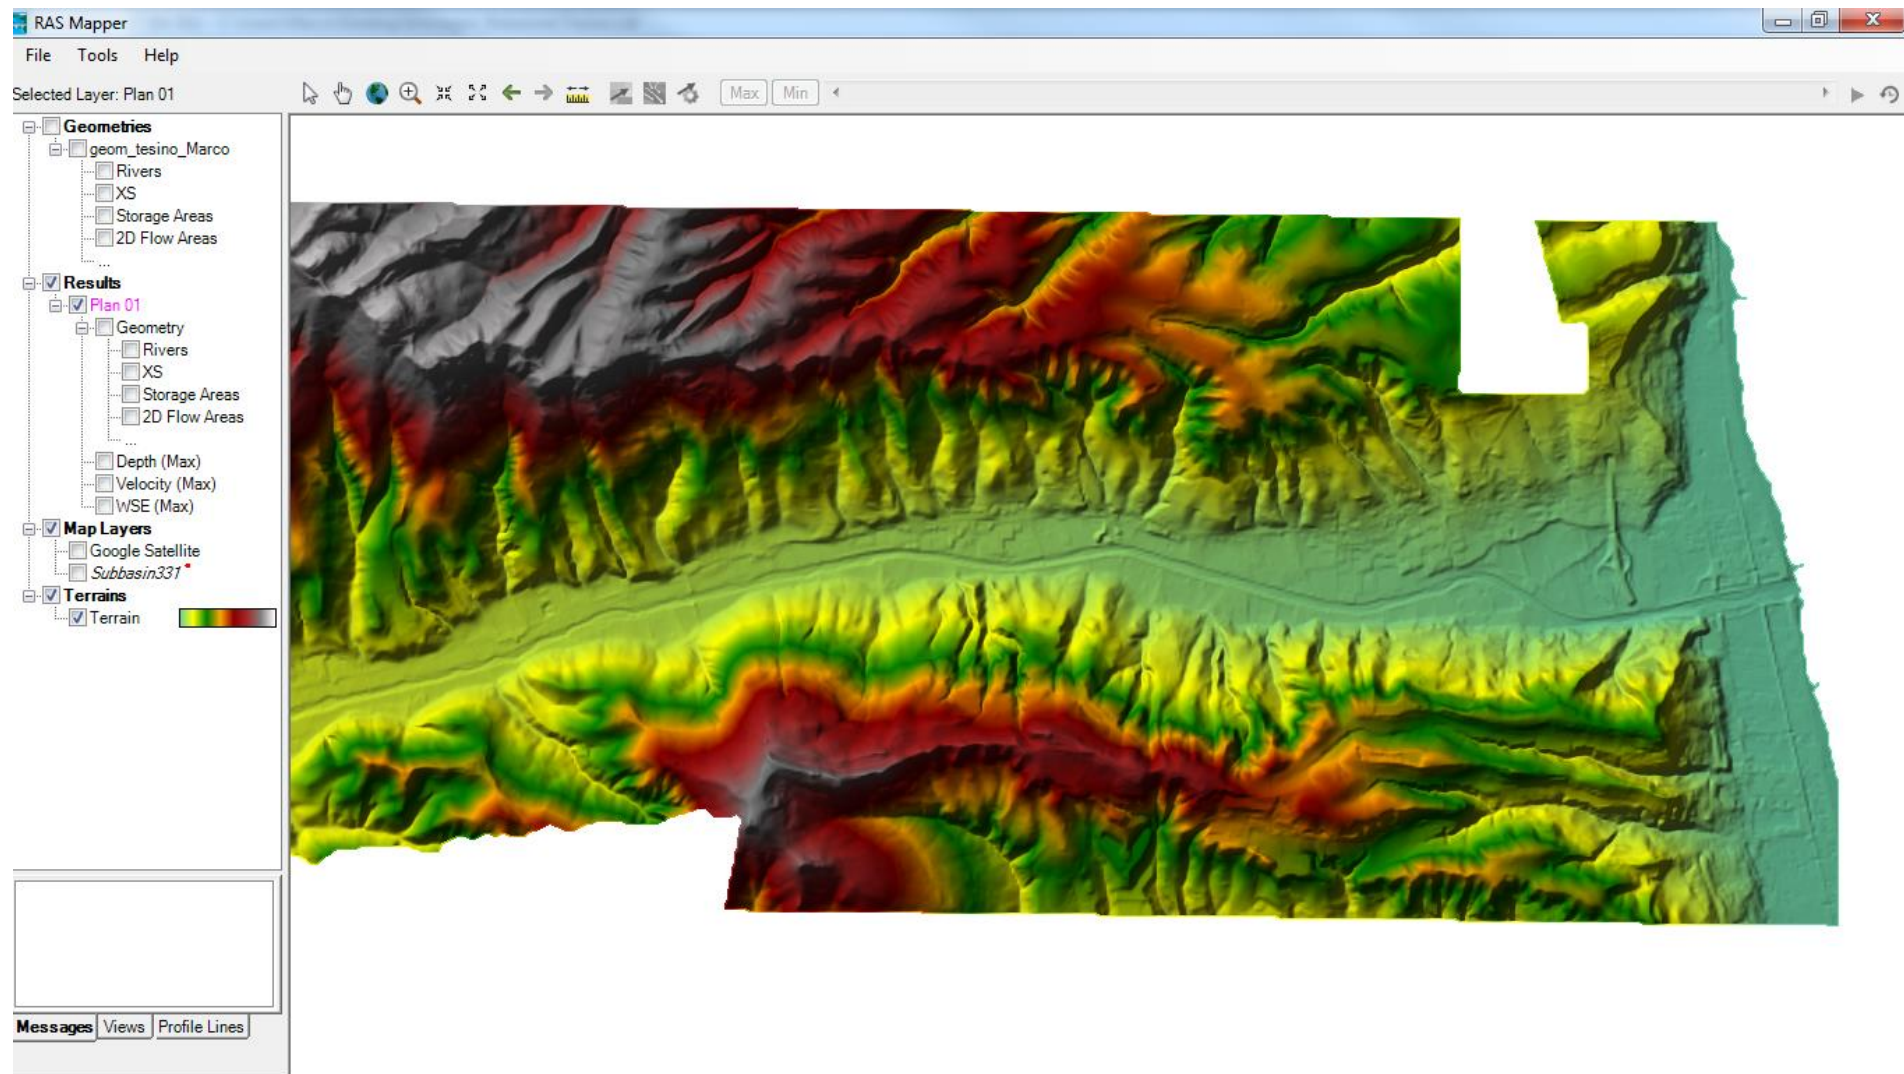 RAS Mapper
File Tools Help
Selected Layer: Plan 01
Max Min
Geometries
geom_tesino_Marco
Rivers
XS
Storage Areas
2D Flow Areas
...
Results
Plan 01
Geometry
Rivers
XS
Storage Areas
2D Flow Areas
...
Depth (Max)
Velocity (Max)
WSE (Max)
Map Layers
Google Satellite
Subbasin331
Terrains
Terrain
Messages Views Profile Lines